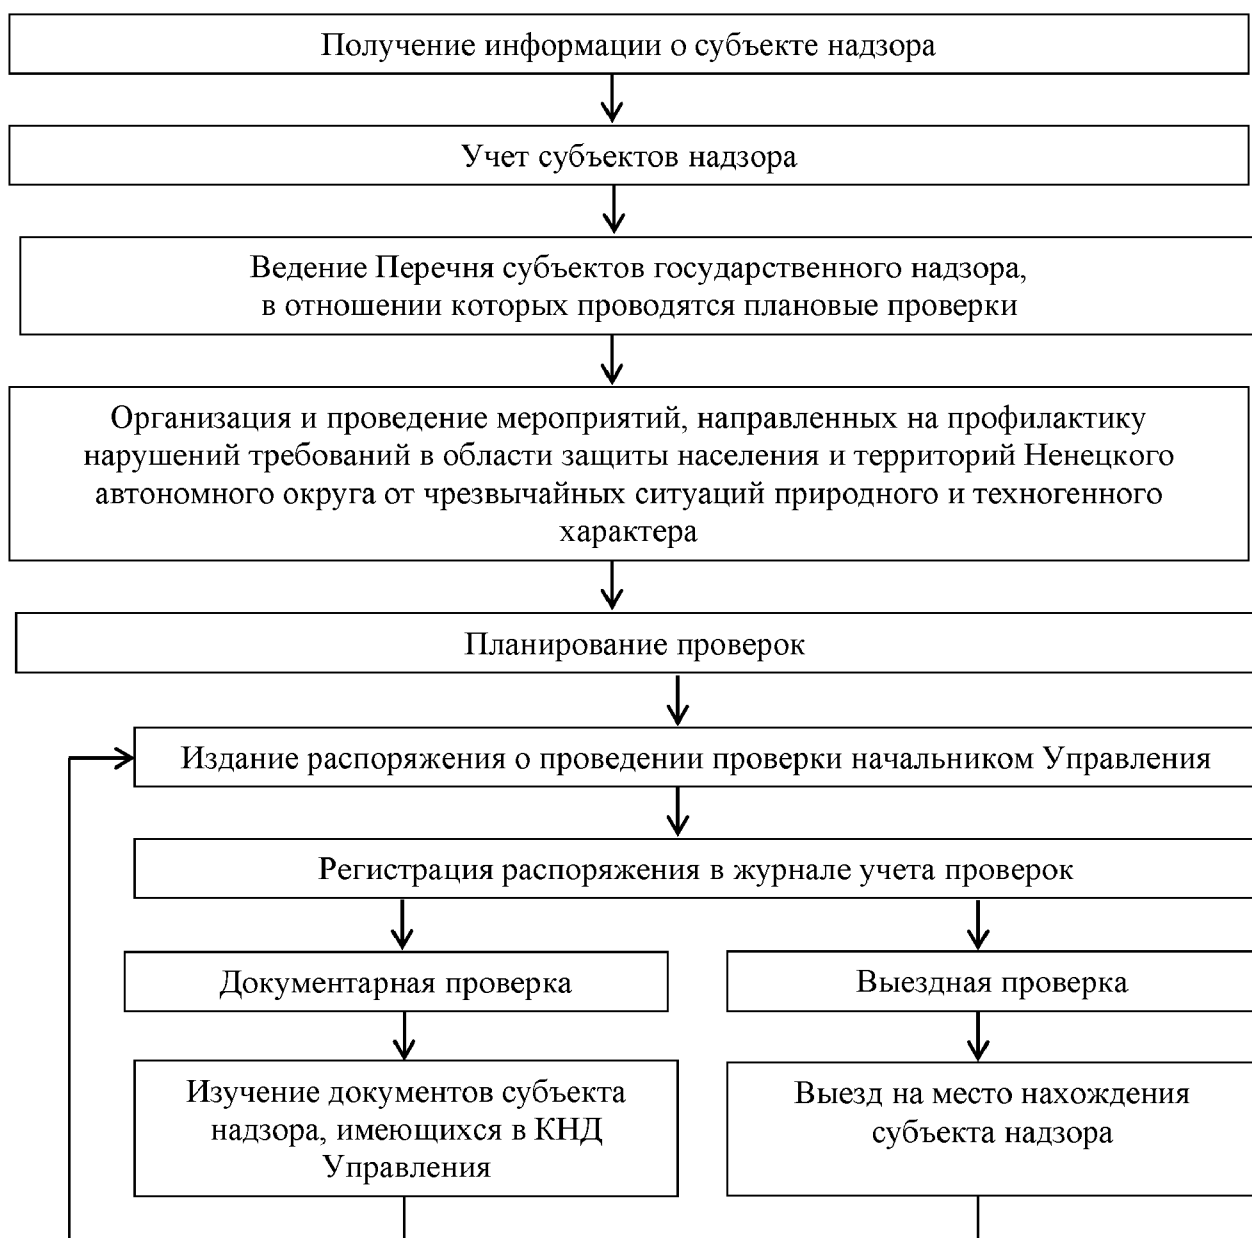 Получение информации о субъекте надзора
Учет субъектов надзора
Ведение Перечня субъектов государственного надзора,
в отношении которых проводятся плановые проверки
Организация и проведение мероприятий, направленных на профилактику
нарушений требований в области защиты населения и территорий Ненецкого
автономного округа от чрезвычайных ситуаций природного и техногенного
характера
Планирование проверок
Издание распоряжения о проведении проверки начальником Управления
Регистрация распоряжения в журнале учета проверок
Документарная проверка
Выездная проверка
Изучение документов субъекта
надзора, имеющихся в КНД
Управления
Выезд на место нахождения
субъекта надзора